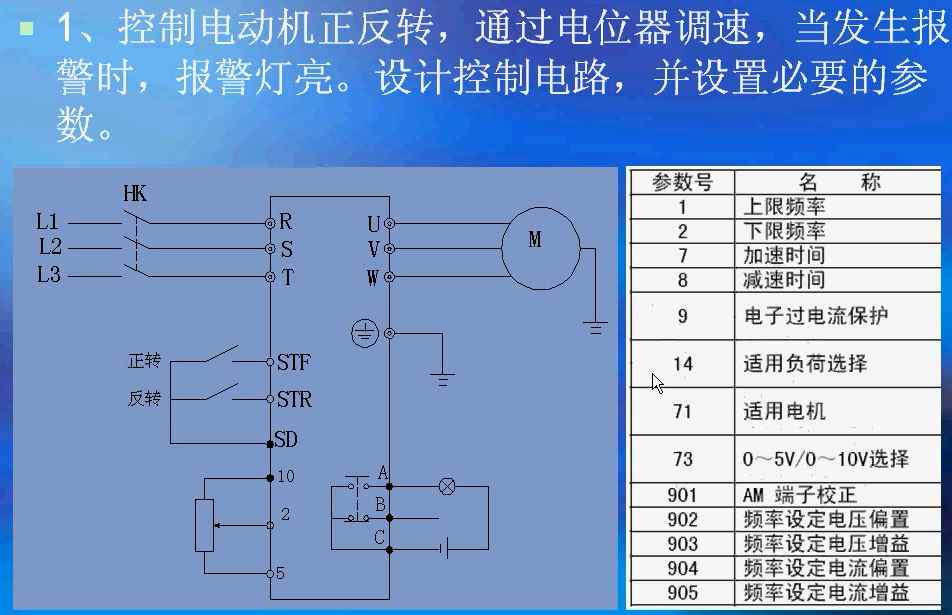 1、控制电动机正反转，通过电位器调速，当发生报
警时，报警灯亮。设计控制电路，并设置必要的参
数。
HK
L1 R U M
L2 S V
L3 T W
正转 STF
反转 STR
SD
10 A
2 B
C
5
参数号 名 称
1 上限频率
2 下限频率
7 加速时间
8 减速时间
9 电子过电流保护
14 适用负荷选择
71 适用电机
73 0～5V/0～10V选择
901 AM 端子校正
902 频率设定电压偏置
903 频率设定电压增益
904 频率设定电流偏置
905 频率设定电流增益